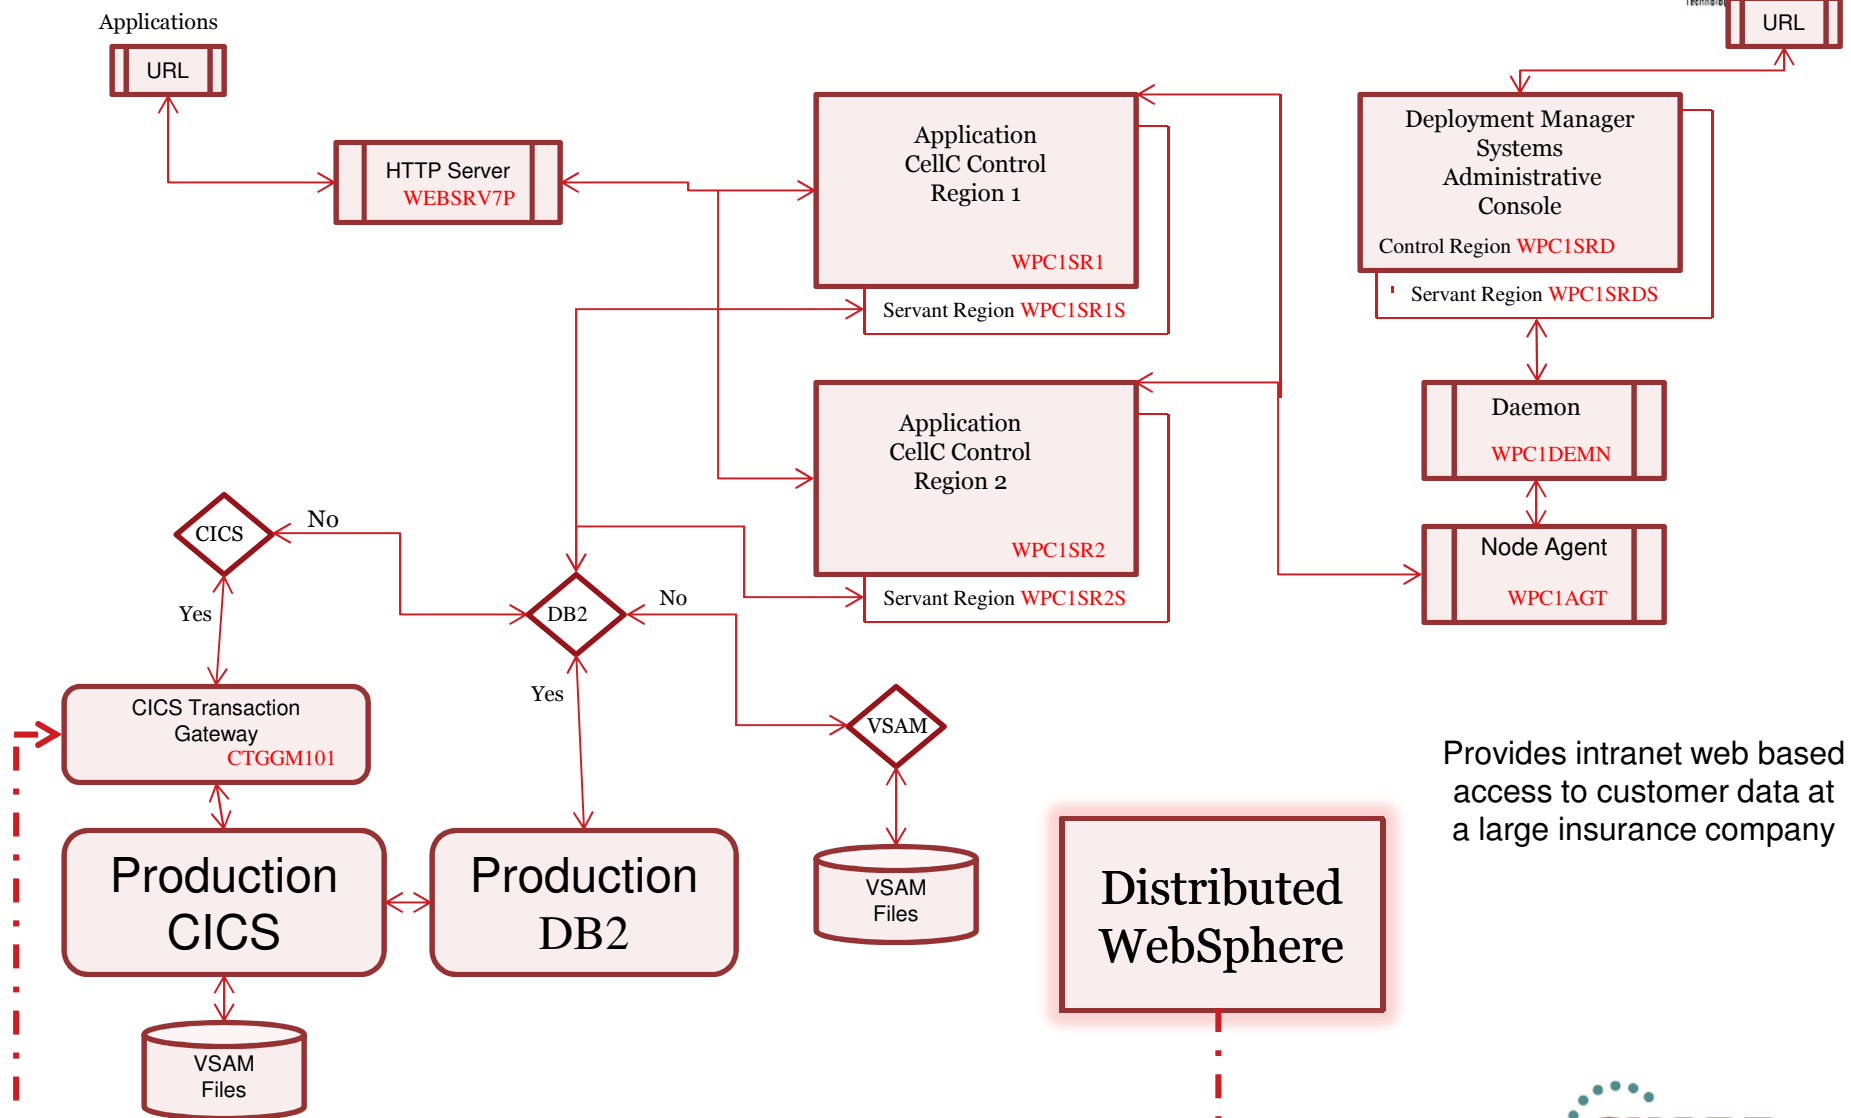 Applications
URL
URL
HTTP Server
WEBSRV7P
Application
CellC Control
Region 1
WPC1SR1
Servant Region WPC1SR1S
Deployment Manager
Systems
Administrative
Console
Control Region WPC1SRD
Servant Region WPC1SRDS
Application
CellC Control
Region 2
WPC1SR2
Servant Region WPC1SR2S
Daemon
WPC1DEMN
Node Agent
WPC1AGT
CICS
No
DB2
No
Yes
Yes
VSAM
CICS Transaction
Gateway
CTGGM101
Production
CICS
Production
DB2
VSAM
Files
VSAM
Files
Distributed
WebSphere
Provides intranet web based
access to customer data at
a large insurance company